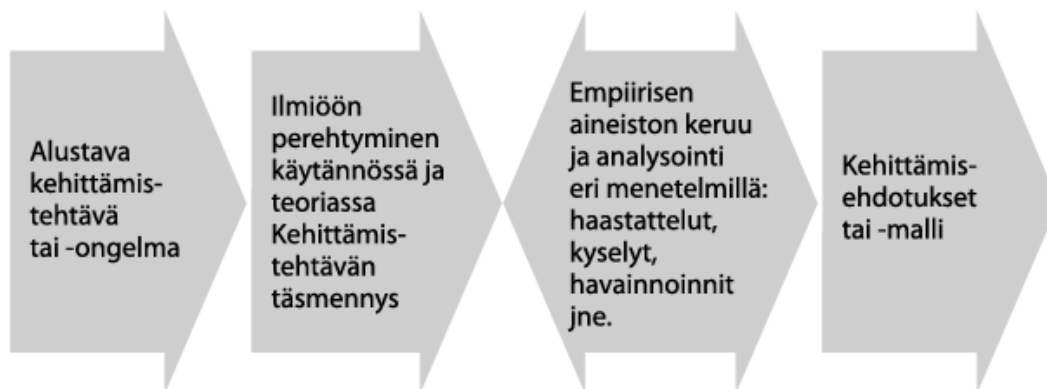 Alustava
kehittämis-
tehtävä
tai -ongelma
Ilmiöön
perehtyminen
käytännössä ja
teoriassa
Kehittämis-
tehtävän
täsmennys
Empiirisen
aineiston keruu
ja analysointi
eri menetelmillä:
haastattelut,
kyselyt,
havainnoinnit
jne.
Kehittämis-
ehdotukset
tai -malli